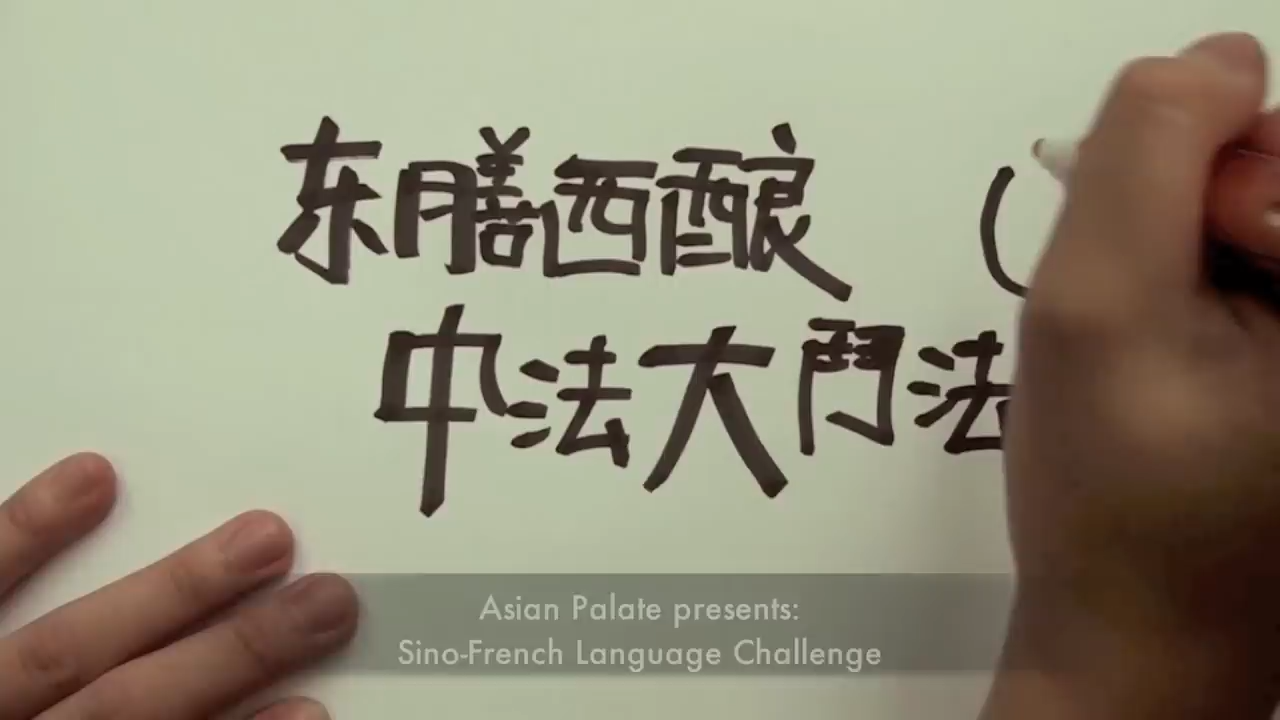 东膳西酿 (
中法大鬥法
Asian Palate presents:
Sino-French Language Challenge